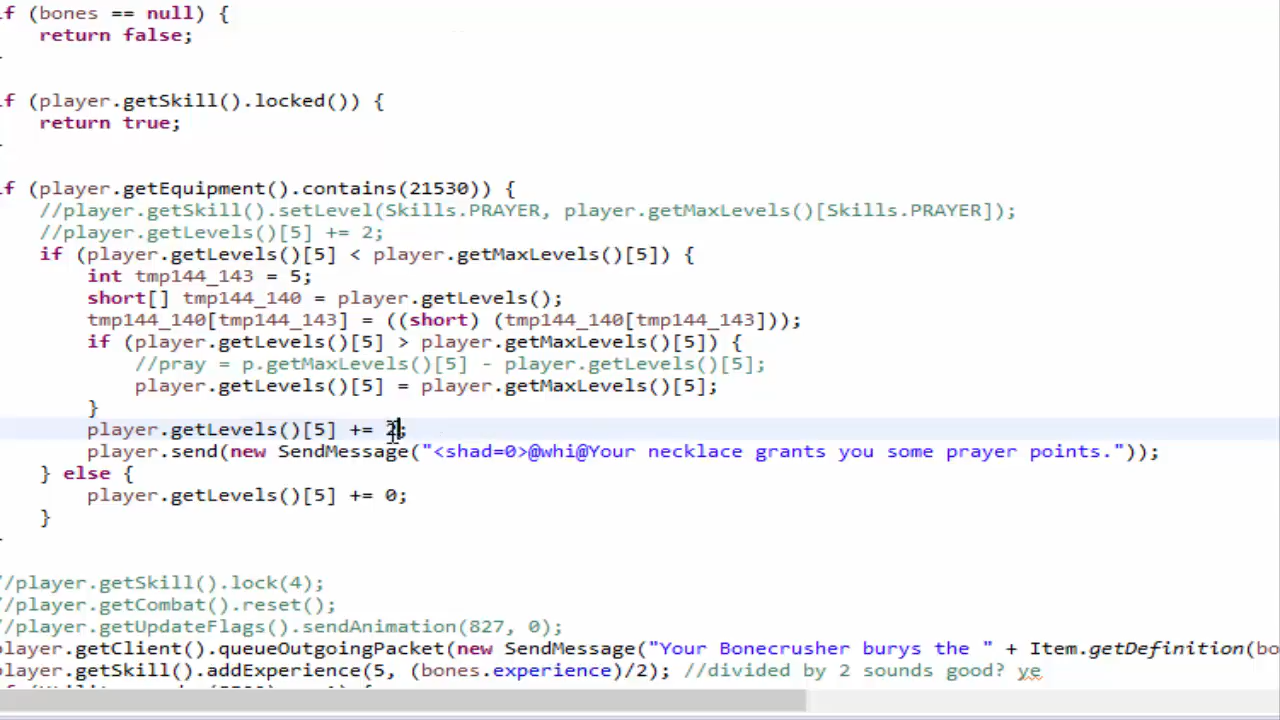 if (bones == null) {
return false;
if (player.getSkill().locked()) {
return true;
if (player.getEquipment().contains(21530)) {
//player.getSkill().setLevel(Skills.PRAYER, player.getMaxLevels()[Skills.PRAYER]);
//player.getLevels()[5] += 2;
if (player.getLevels()[5] < player.getMaxLevels()[5]) {
int tmp144_143 = 5;
short[] tmp144_140 = player.getLevels();
tmp144_140[tmp144_143] = ((short) (tmp144_140[tmp144_143]));
if (player.getLevels()[5] > player.getMaxLevels()[5]) {
//pray = p.getMaxLevels()[5] - player.getLevels()[5];
player.getLevels()[5] = player.getMaxLevels()[5];
}
player.getLevels()[5] += 2;
player.send(new SendMessage("<shad=0>@whi@Your necklace grants you some prayer points."));
} else {
player.getLevels()[5] += 0;
}
//player.getSkill().lock(4);
//player.getCombat().reset();
//player.getUpdateFlags().sendAnimation(827, 0);
player.getClient().queueOutgoingPacket(new SendMessage("Your Bonecrusher burys the " + Item.getDefinition(bo
player.getSkill().addExperience(5, (bones.experience)/2); //divided by 2 sounds good? ye